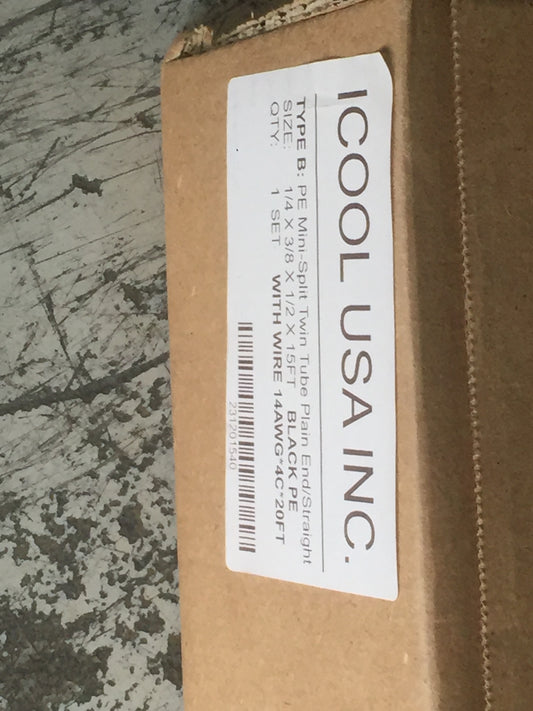 ICOOL USA INC.
TYPE B: PE Mini-Split Twin Tube Plain End/Straight
SIZE: 1/4 X 3/8 X 1/2 X 15FT BLACK PE
QTY: 1 SET WITH WIRE 14AWG*4C*20FT
231201540